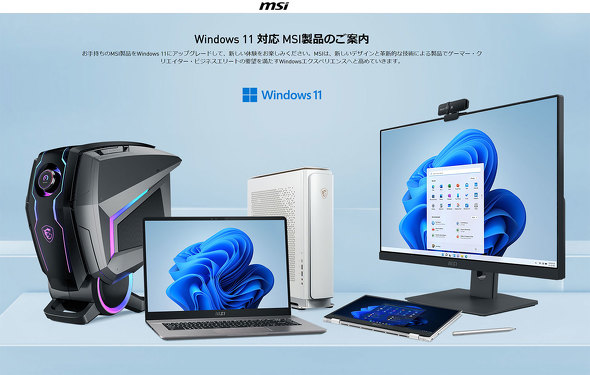 msi
Windows 11 対応 MSI製品のご案内
お手持ちのMSI製品をWindows 11にアップグレードして、新しい体験をお楽しみください。MSIは、新しいデザインと革新的な技術による製品でゲーマー・ク
リエイター・ビジネスエリートの要望を満たすWindowsエクスペリエンスへと高めていきます。
Windows 11
msi
msi